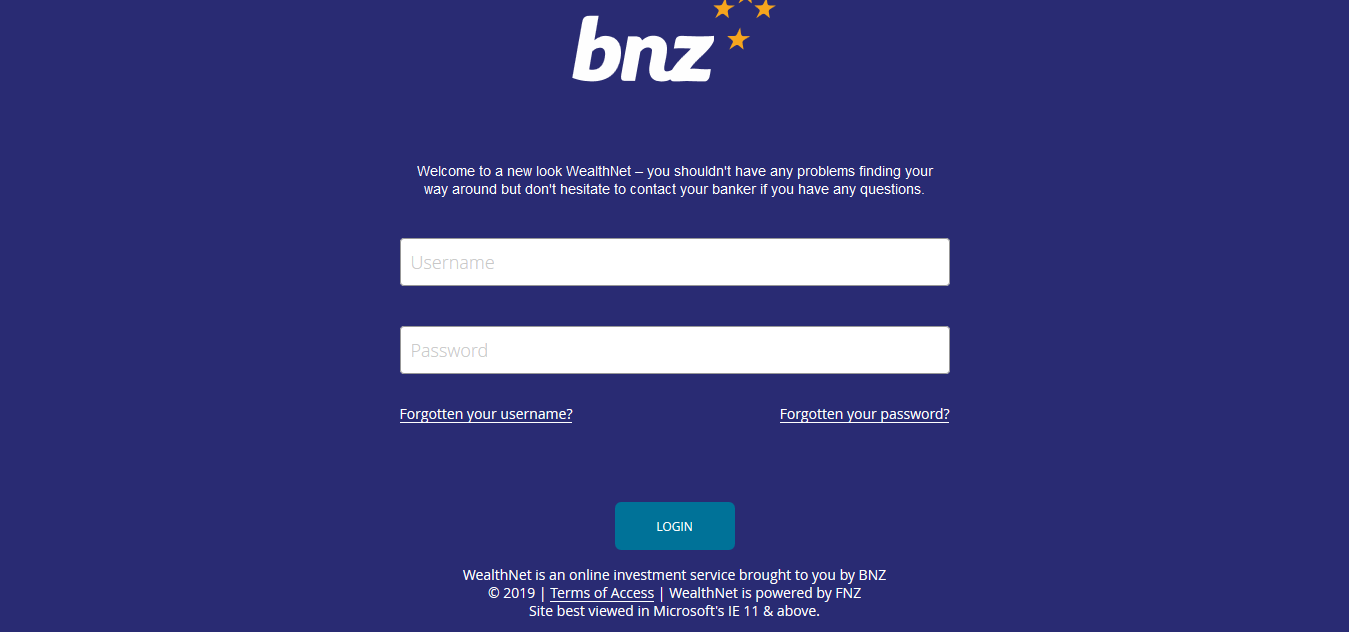 bnz
Welcome to a new look WealthNet – you shouldn't have any problems finding your
way around but don't hesitate to contact your banker if you have any questions.
Username
Password
Forgotten your username? Forgotten your password?
LOGIN
WealthNet is an online investment service brought to you by BNZ
© 2019 | Terms of Access | WealthNet is powered by FNZ
Site best viewed in Microsoft's IE 11 & above.